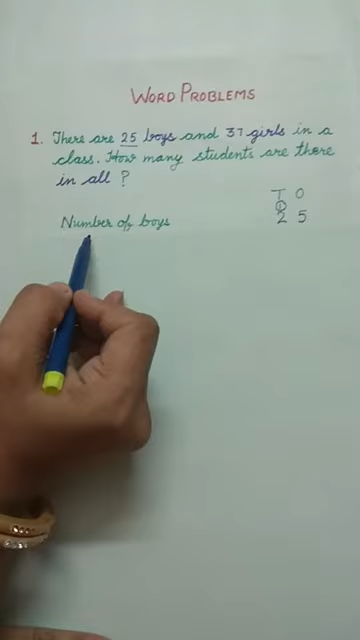 WORD PROBLEMS
1. There are 25 boys and 37 girls in a
class. How many students are there
in all ?
T O
1
Number of boys 2 5